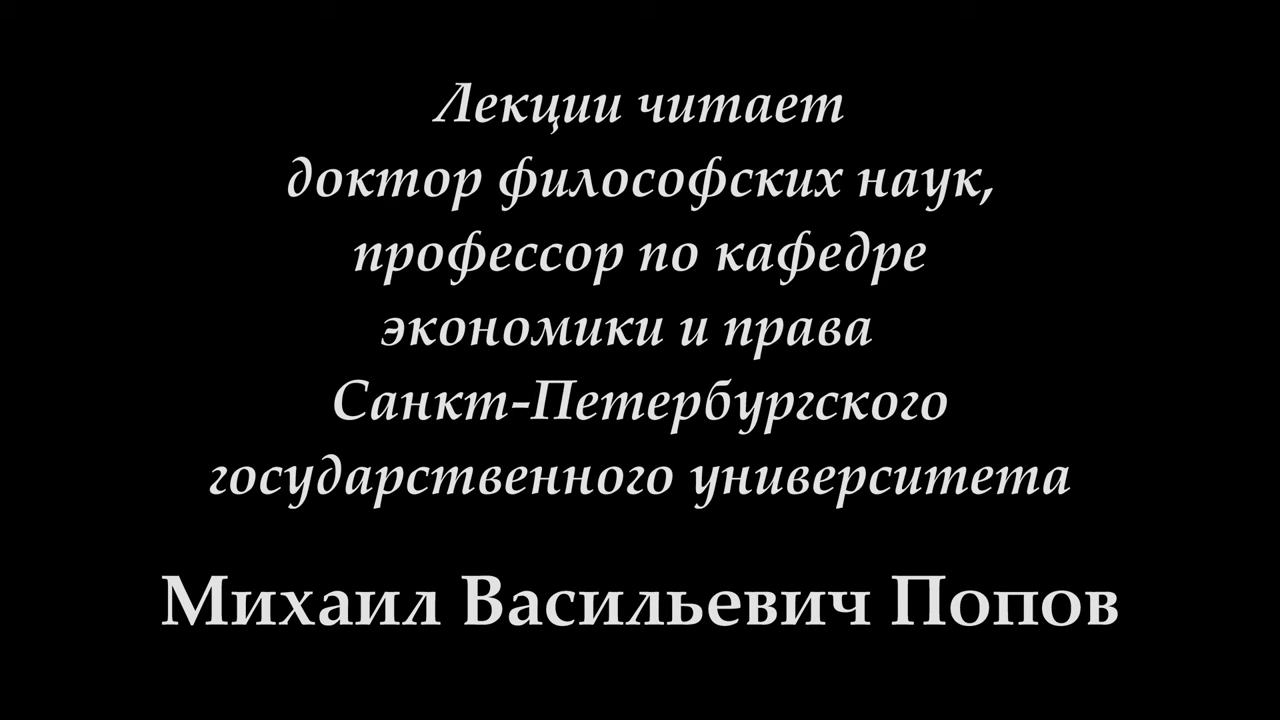 Лекции читает
доктор философских наук,
профессор по кафедре
экономики и права
Санкт-Петербургского
государственного университета
Михаил Васильевич Попов